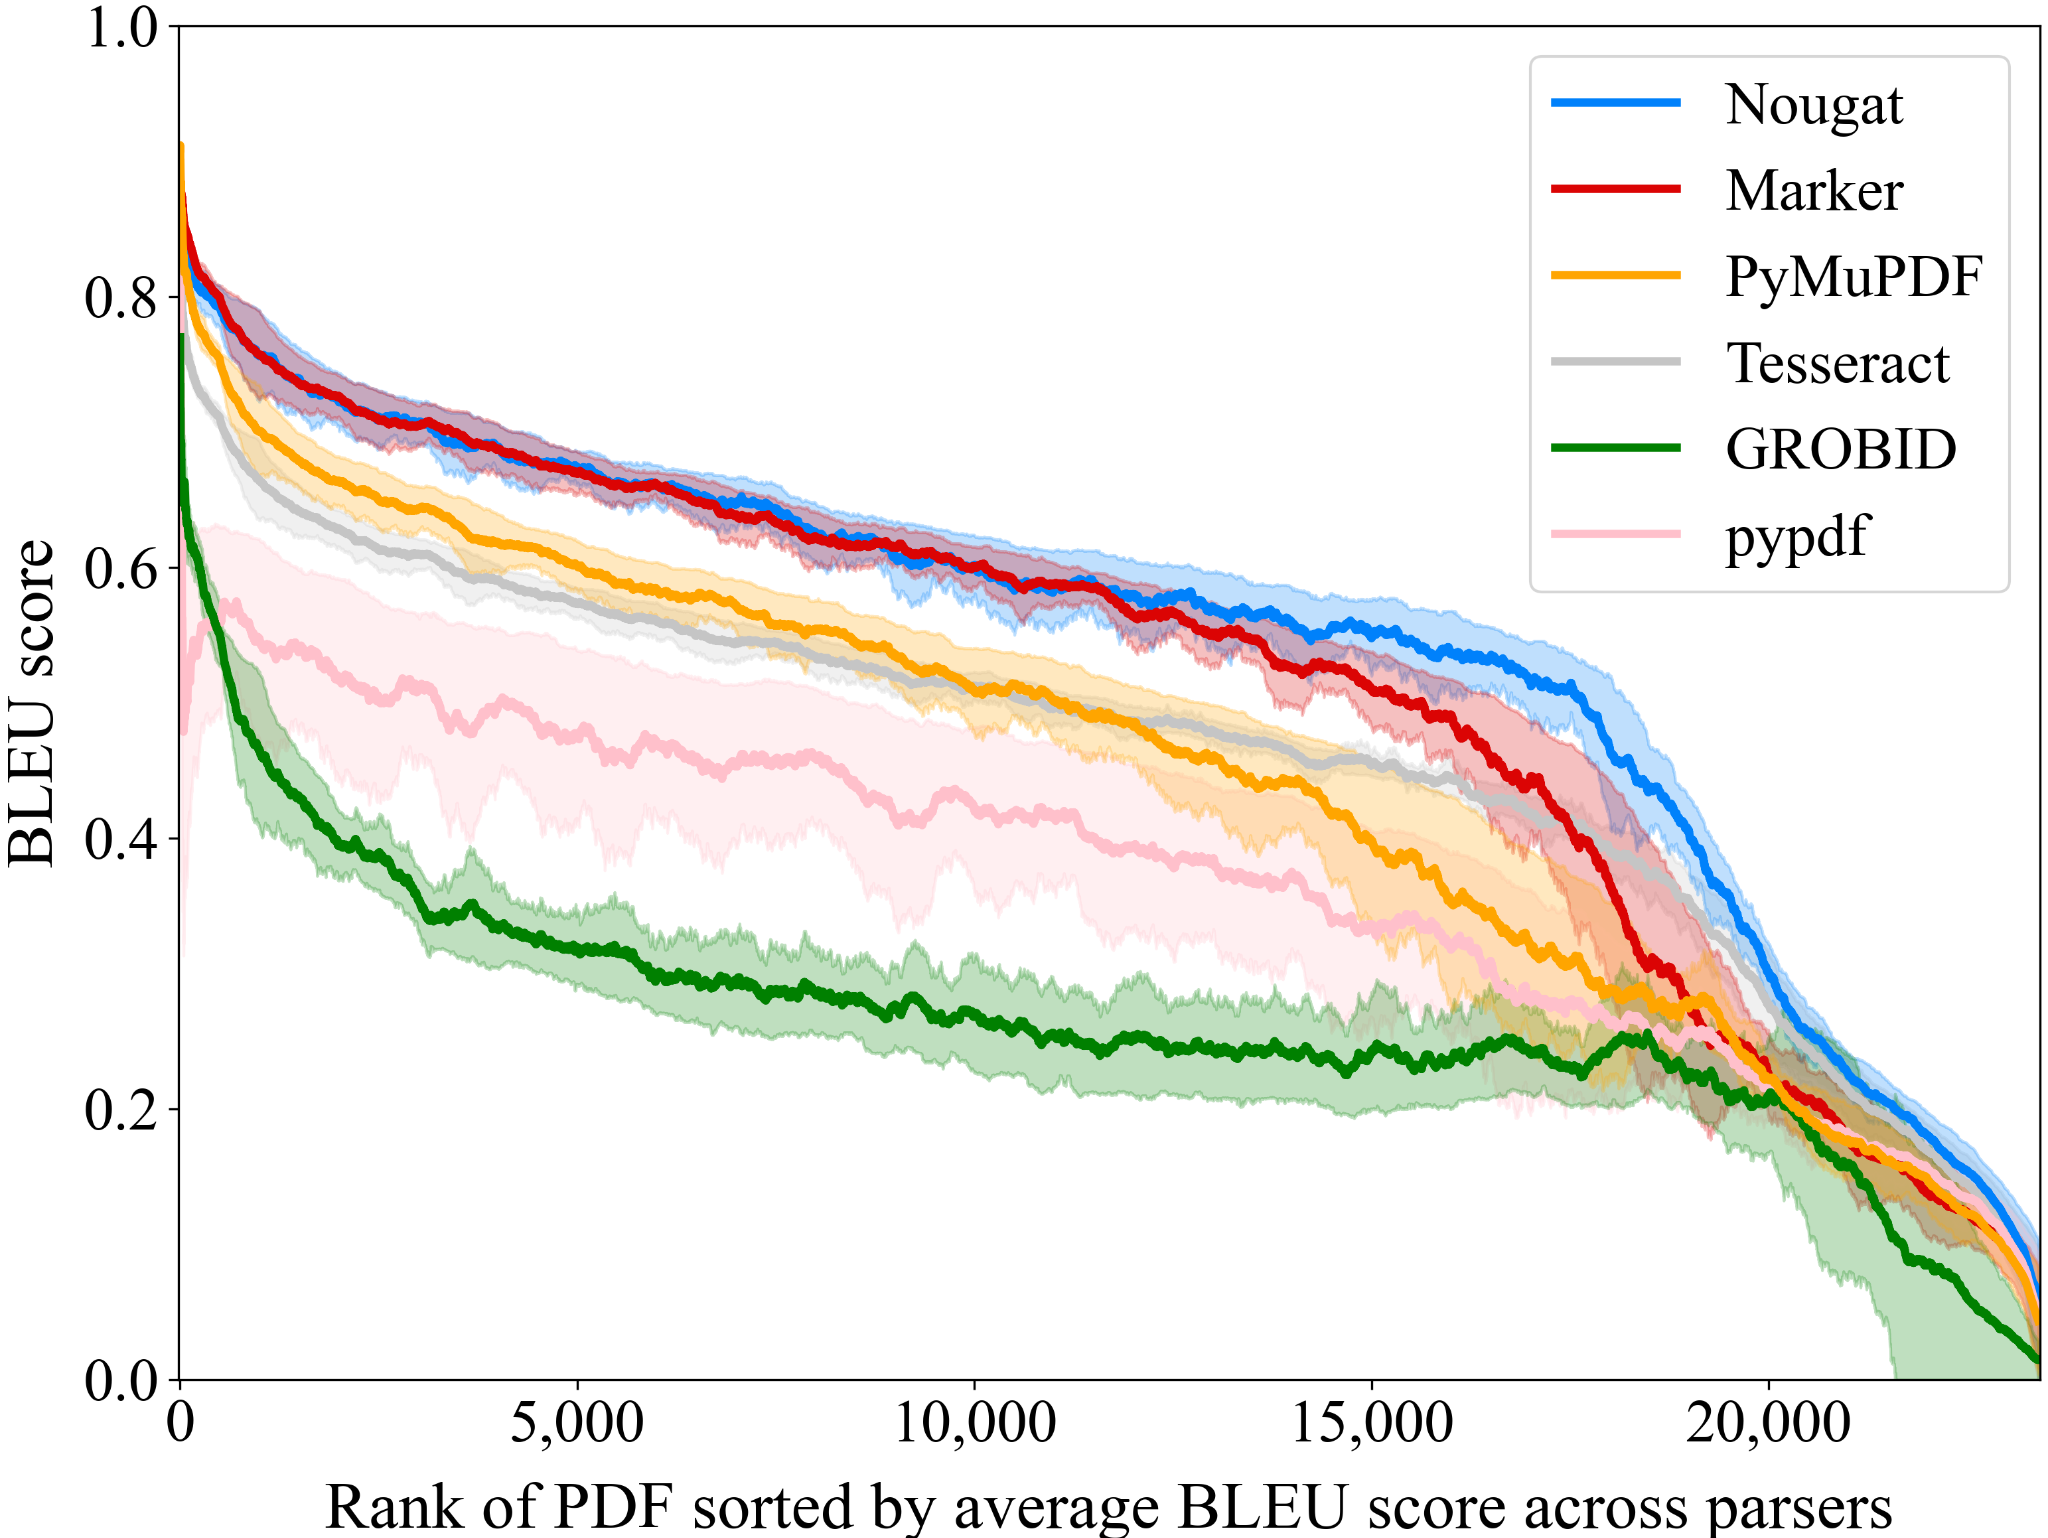 BLEU score
1.0
0.8
0.6
0.4
0.2
0.0
Nougat
Marker
PyMuPDF
Tesseract
GROBID
pypdf
0 5,000 10,000 15,000 20,000
Rank of PDF sorted by average BLEU score across parsers